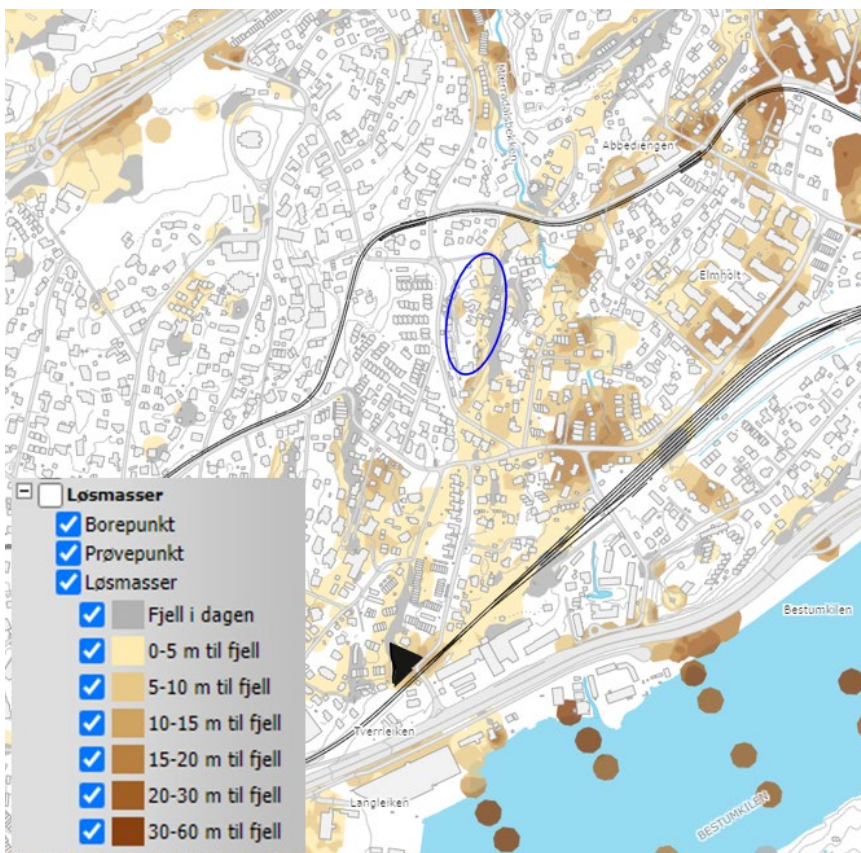 Mærradalsbekken
Abbediengen
Elmholt
Løsmasser
Borepunkt
Prøvepunkt
Løsmasser
Fjell i dagen
0-5 m til fjell
5-10 m til fjell
10-15 m til fjell
15-20 m til fjell
20-30 m til fjell
30-60 m til fjell
Bestumkilen
Tverrleiken
Langleiken
BESTUMKILEN